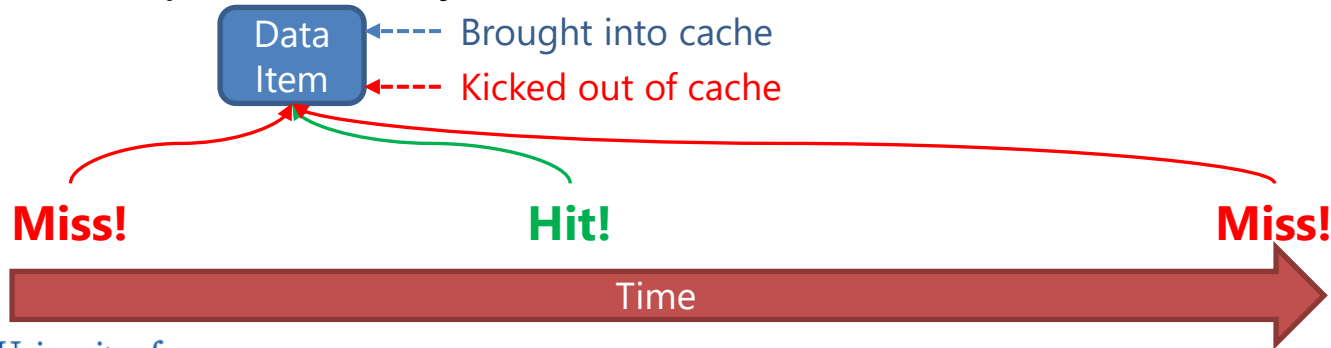 Data
Item
Brought into cache
Kicked out of cache
Miss!
Hit!
Miss!
Time